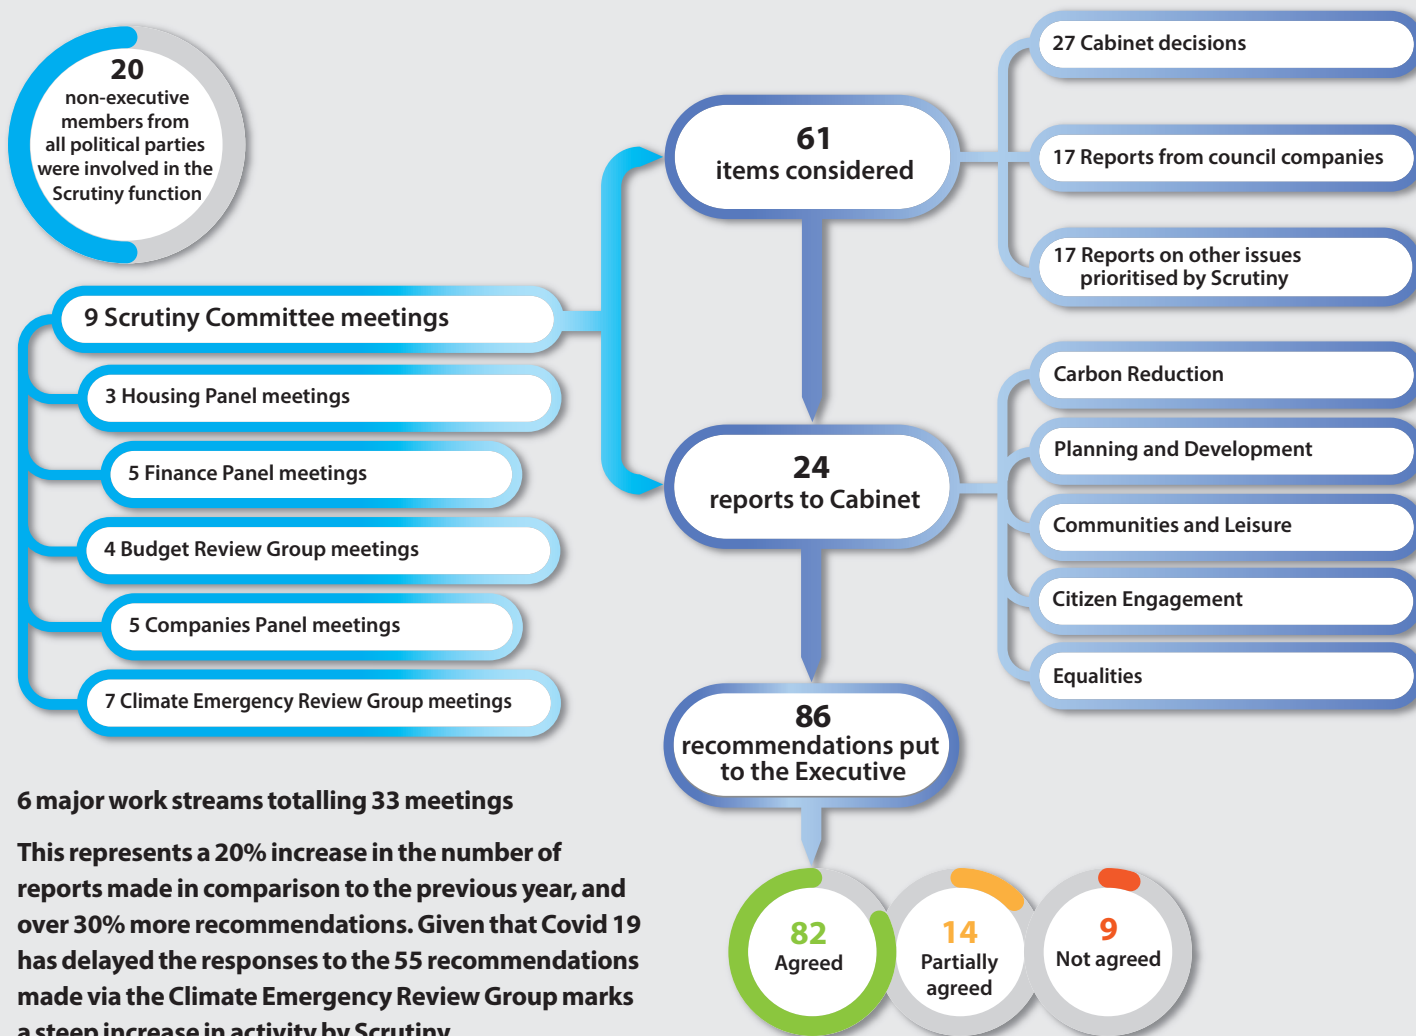 20
non-executive
members from
all political parties
were involved in the
Scrutiny function
9 Scrutiny Committee meetings
3 Housing Panel meetings
5 Finance Panel meetings
4 Budget Review Group meetings
5 Companies Panel meetings
7 Climate Emergency Review Group meetings
6 major work streams totalling 33 meetings
This represents a 20% increase in the number of
reports made in comparison to the previous year, and
over 30% more recommendations. Given that Covid 19
has delayed the responses to the 55 recommendations
made via the Climate Emergency Review Group marks
a steep increase in activity by Scrutiny
61
items considered
27 Cabinet decisions
17 Reports from council companies
17 Reports on other issues
prioritised by Scrutiny
24
reports to Cabinet
Carbon Reduction
Planning and Development
Communities and Leisure
Citizen Engagement
Equalities
86
recommendations put
to the Executive
82
Agreed
14
Partially
agreed
9
Not agreed